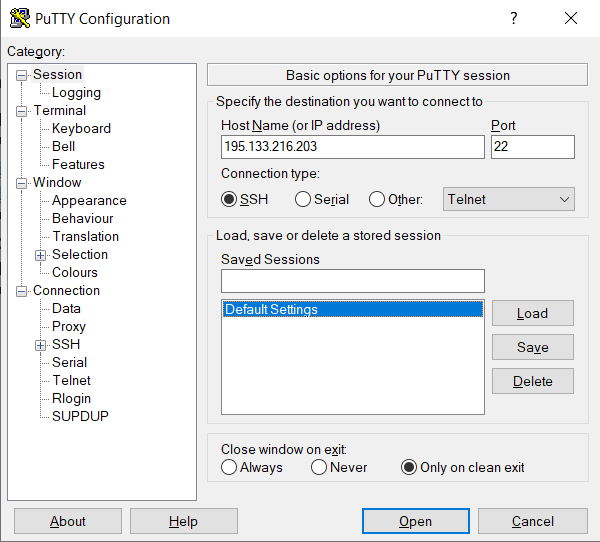 PuTTY Configuration
?
Category:
Session
Logging
Terminal
Keyboard
Bell
Features
Window
Appearance
Behaviour
Translation
Selection
Colours
Connection
Data
Proxy
SSH
Serial
Telnet
Rlogin
SUPDUP
Basic options for your PuTTY session
Specify the destination you want to connect to
Host Name (or IP address) Port
195.133.216.203 22
Connection type:
SSH Serial Other: Telnet
Load, save or delete a stored session
Saved Sessions
Default Settings
Load
Save
Delete
Close window on exit:
Always Never Only on clean exit
About Help Open Cancel